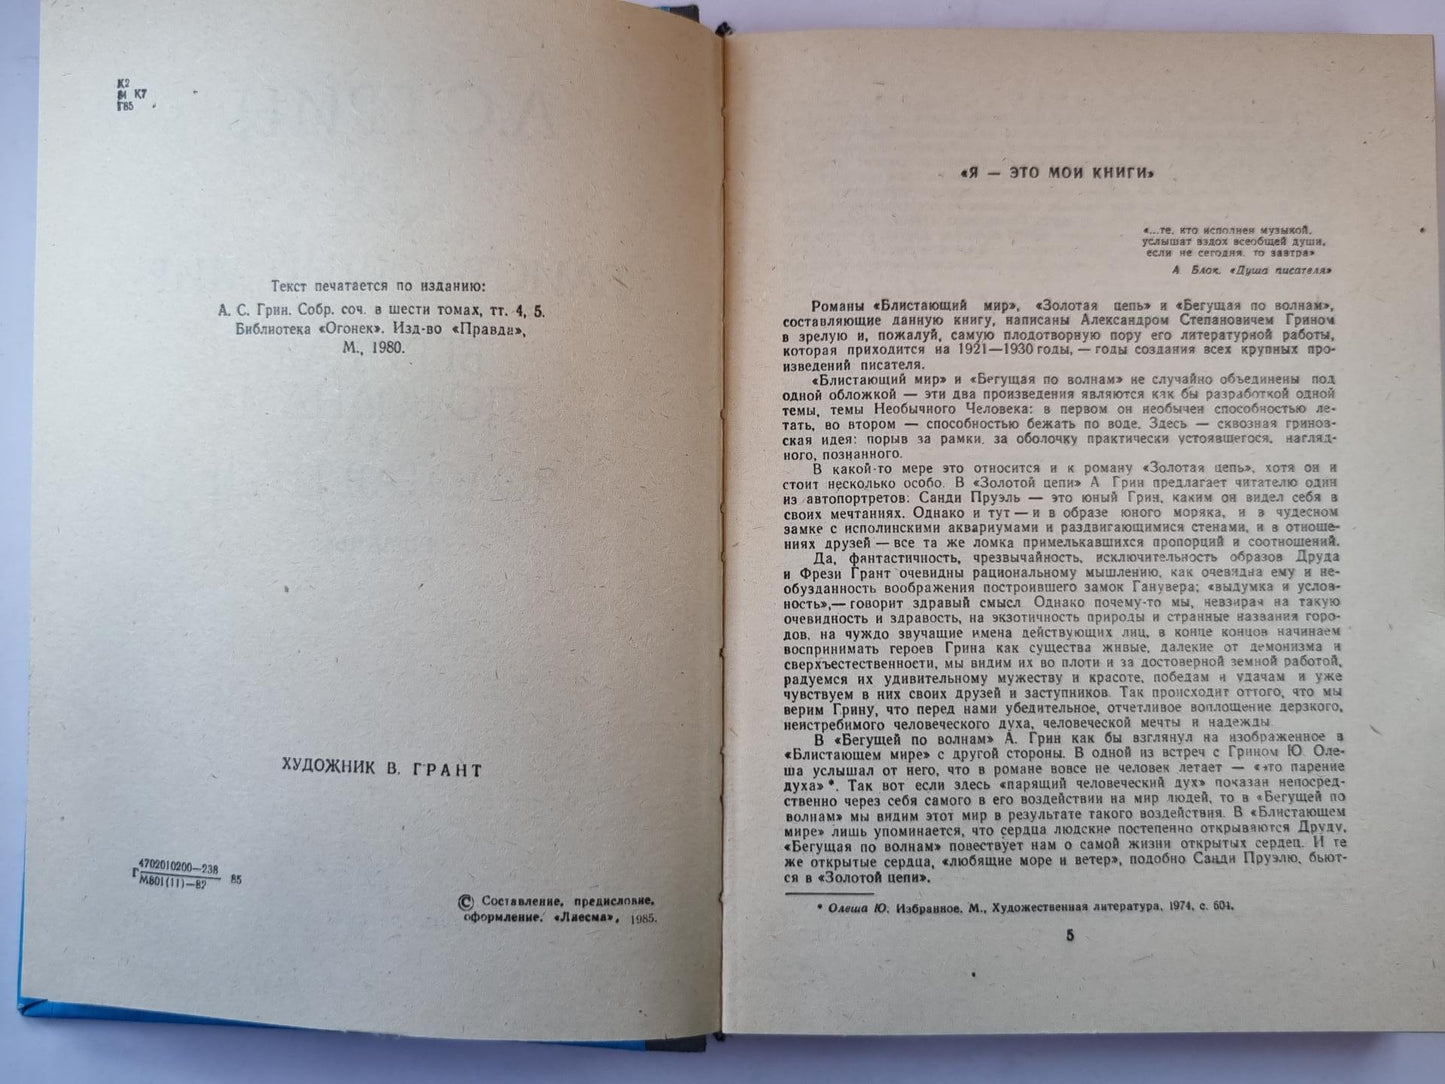 К2
84 К7
Г85
Текст печатается по изданию:
А. С. Грин. Собр. соч. в шести томах, тт. 4, 5.
Библиотека «Огонек». Изд-во «Правда»,
М., 1980.
ХУДОЖНИК В. ГРАНТ
Г 4702010200—238
М801(11)—82 85
© Составление, предисловие,
оформление, «Лиесма», 1985.
«Я — ЭТО МОИ КНИГИ»
«...те, кто исполнен музыкой,
услышат вздох всеобщей души,
если не сегодня, то завтра»
А. Блок. «Душа писателя»
Романы «Блистающий мир», «Золотая цепь» и «Бегущая по волнам»,
составляющие данную книгу, написаны Александром Степановичем Грином
в зрелую и, пожалуй, самую плодотворную пору его литературной работы,
которая приходится на 1921—1930 годы, — годы создания всех крупных про-
изведений писателя.
«Блистающий мир» и «Бегущая по волнам» не случайно объединены под
одной обложкой — эти два произведения являются как бы разработкой одной
темы, темы Необычного Человека: в первом он необычен способностью ле-
тать, во втором — способностью бежать по воде. Здесь — сквозная гринов-
ская идея: порыв за рамки, за оболочку практически устоявшегося, нагляд-
ного, познанного.
В какой-то мере это относится и к роману «Золотая цепь», хотя он и
стоит несколько особо. В «Золотой цепи» А. Грин предлагает читателю один
из автопортретов: Санди Пруэль — это юный Грин, каким он видел себя в
своих мечтаниях. Однако и тут — и в образе юного моряка, и в чудесном
замке с исполинскими аквариумами и раздвигающимися стенами, и в отноше-
ниях друзей — все та же ломка примелькавшихся пропорций и соотношений.
Да, фантастичность, чрезвычайность, исключительность образов Друда
и Фрези Грант очевидны рациональному мышлению, как очевидна ему и не-
обузданность воображения построившего замок Ганувера; «выдумка и услов-
ность»,— говорит здравый смысл. Однако почему-то мы, невзирая на такую
очевидность и здравость, на экзотичность природы и странные названия горо-
дов, на чуждо звучащие имена действующих лиц, в конце концов начинаем
воспринимать героев Грина как существа живые, далекие от демонизма и
сверхъестественности, мы видим их во плоти и за достоверной земной работой,
радуемся их удивительному мужеству и красоте, победам и удачам и уже
чувствуем в них своих друзей и заступников. Так происходит оттого, что мы
верим Грину, что перед нами убедительное, отчетливое воплощение дерзкого,
неистребимого человеческого духа, человеческой мечты и надежды.
В «Бегущей по волнам» А. Грин как бы взглянул на изображенное в
«Блистающем мире» с другой стороны. В одной из встреч с Грином Ю. Оле-
ша услышал от него, что в романе вовсе не человек летает — «это парение
духа»*. Так вот если здесь «парящий человеческий дух» показан непосред-
ственно через себя самого в его воздействии на мир людей, то в «Бегущей по
волнам» мы видим этот мир в результате такого воздействия. В «Блистающем
мире» лишь упоминается, что сердца людские постепенно открываются Друду,
«Бегущая по волнам» повествует нам о самой жизни открытых сердец. И те
же открытые сердца, «любящие море и ветер», подобно Санди Пруэлю, бьют-
ся в «Золотой цепи».
* Олеша Ю. Избранное. М., Художественная литература, 1974, с. 604.
5